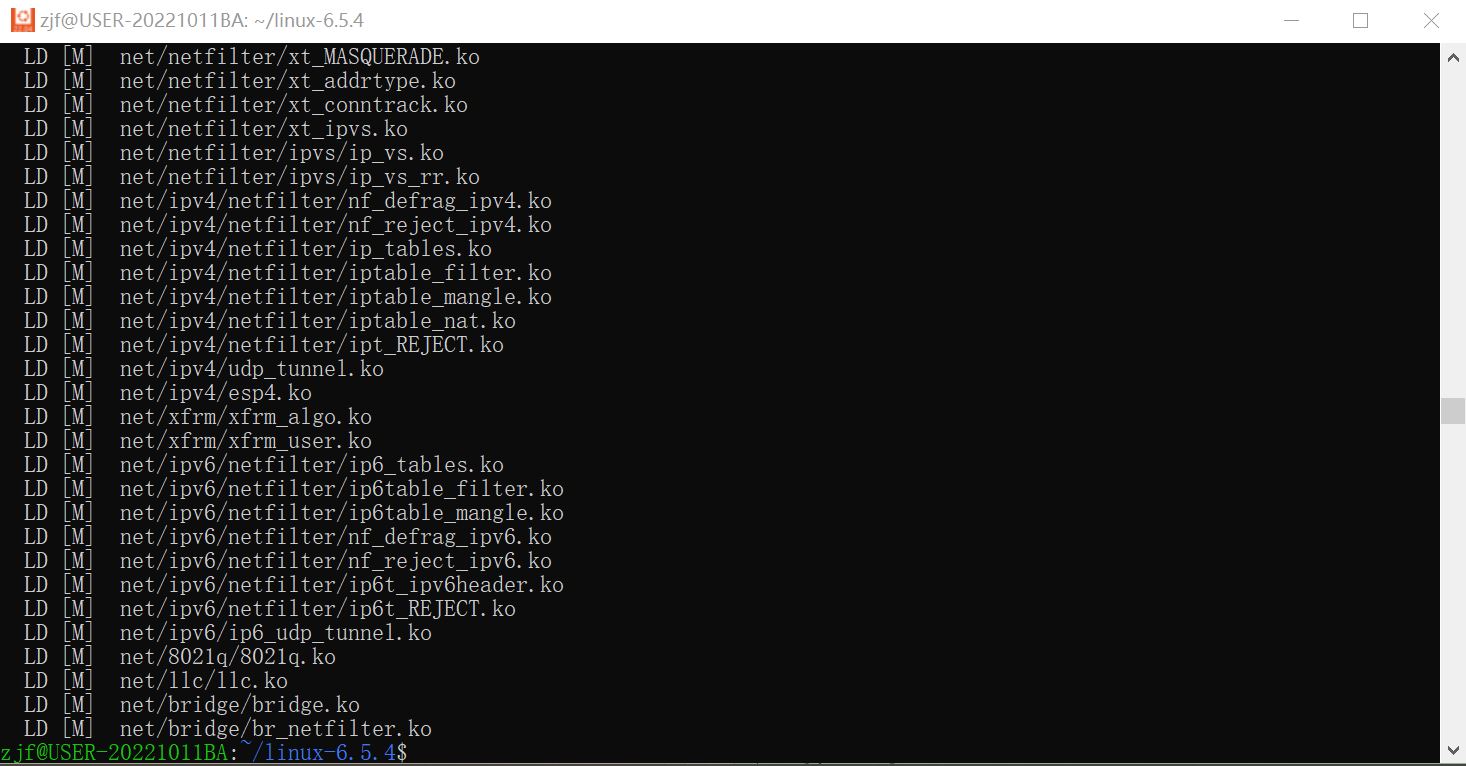 zjf@USER-20221011BA: ~/linux-6.5.4
LD [M]  net/netfilter/xt_MASQUERADE.ko
LD [M]  net/netfilter/xt_addrtype.ko
LD [M]  net/netfilter/xt_conntrack.ko
LD [M]  net/netfilter/xt_ipvs.ko
LD [M]  net/netfilter/ipvs/ip_vs.ko
LD [M]  net/netfilter/ipvs/ip_vs_rr.ko
LD [M]  net/ipv4/netfilter/nf_defrag_ipv4.ko
LD [M]  net/ipv4/netfilter/nf_reject_ipv4.ko
LD [M]  net/ipv4/netfilter/ip_tables.ko
LD [M]  net/ipv4/netfilter/iptable_filter.ko
LD [M]  net/ipv4/netfilter/iptable_mangle.ko
LD [M]  net/ipv4/netfilter/iptable_nat.ko
LD [M]  net/ipv4/netfilter/ipt_REJECT.ko
LD [M]  net/ipv4/udp_tunnel.ko
LD [M]  net/ipv4/esp4.ko
LD [M]  net/xfrm/xfrm_algo.ko
LD [M]  net/xfrm/xfrm_user.ko
LD [M]  net/ipv6/netfilter/ip6_tables.ko
LD [M]  net/ipv6/netfilter/ip6table_filter.ko
LD [M]  net/ipv6/netfilter/ip6table_mangle.ko
LD [M]  net/ipv6/netfilter/nf_defrag_ipv6.ko
LD [M]  net/ipv6/netfilter/nf_reject_ipv6.ko
LD [M]  net/ipv6/netfilter/ip6t_ipv6header.ko
LD [M]  net/ipv6/netfilter/ip6t_REJECT.ko
LD [M]  net/ipv6/ip6_udp_tunnel.ko
LD [M]  net/8021q/8021q.ko
LD [M]  net/llc/llc.ko
LD [M]  net/bridge/bridge.ko
LD [M]  net/bridge/br_netfilter.ko
zjf@USER-20221011BA:~/linux-6.5.4$